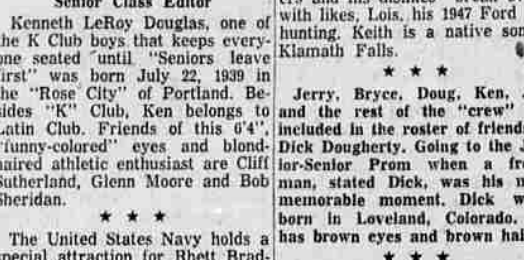 Senior Class Editor
Kenneth LeRoy Douglas, one of
the K Club boys that keeps every-
one seated "until "Seniors leave
first" was born July 22, 1939 in
the "Rose City" of Portland. Be-
sides "K" Club, Ken belongs to
Latin Club. Friends of this 6'4",
"funny-colored" eyes and blond-
haired athletic enthusiast are Cliff
Sutherland, Glenn Moore and Bob
Sheridan.
★ ★ ★
The United States Navy holds a
special attraction for Rhett Brad-
with likes, Lois, his 1947 Ford
hunting. Keith is a native son
Klamath Falls.
★ ★ ★
Jerry, Bryce, Doug, Ken,
and the rest of the "crew"
included in the roster of friend
Dick Dougherty. Going to the J
ior-Senior Prom when a fr
man, stated Dick, was his m
memorable moment. Dick w
born in Loveland, Colorado.
has brown eyes and brown hai
★ ★ ★